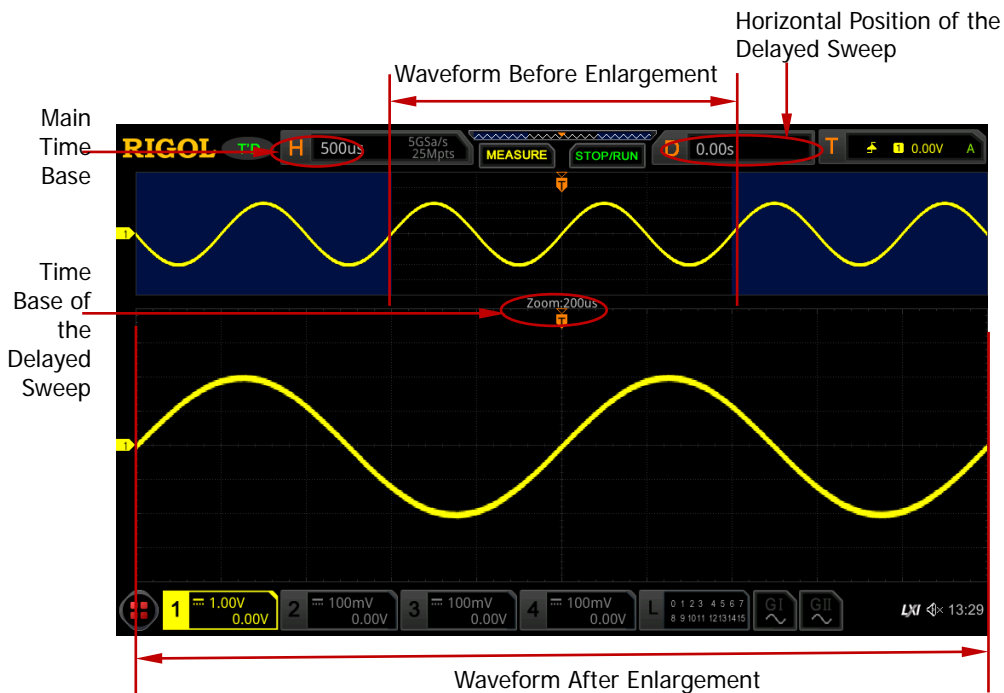 Horizontal Position of the
Delayed Sweep
Waveform Before Enlargement
Main
Time
Base
RIGOL T'D H 500us 5GSa/s
25Mpts
MEASURE STOP/RUN D 0.00s T 1 0.00V A
T
1
Time
Base of
the
Delayed
Sweep
Zoom:200us
T
1
1 1.00V
0.00V
2 100mV
0.00V
3 100mV
0.00V
4 100mV
0.00V
L 0 1 2 3 4 5 6 7
8 9 10 11 12 13 14 15
GI GII
LXI 13:29
Waveform After Enlargement